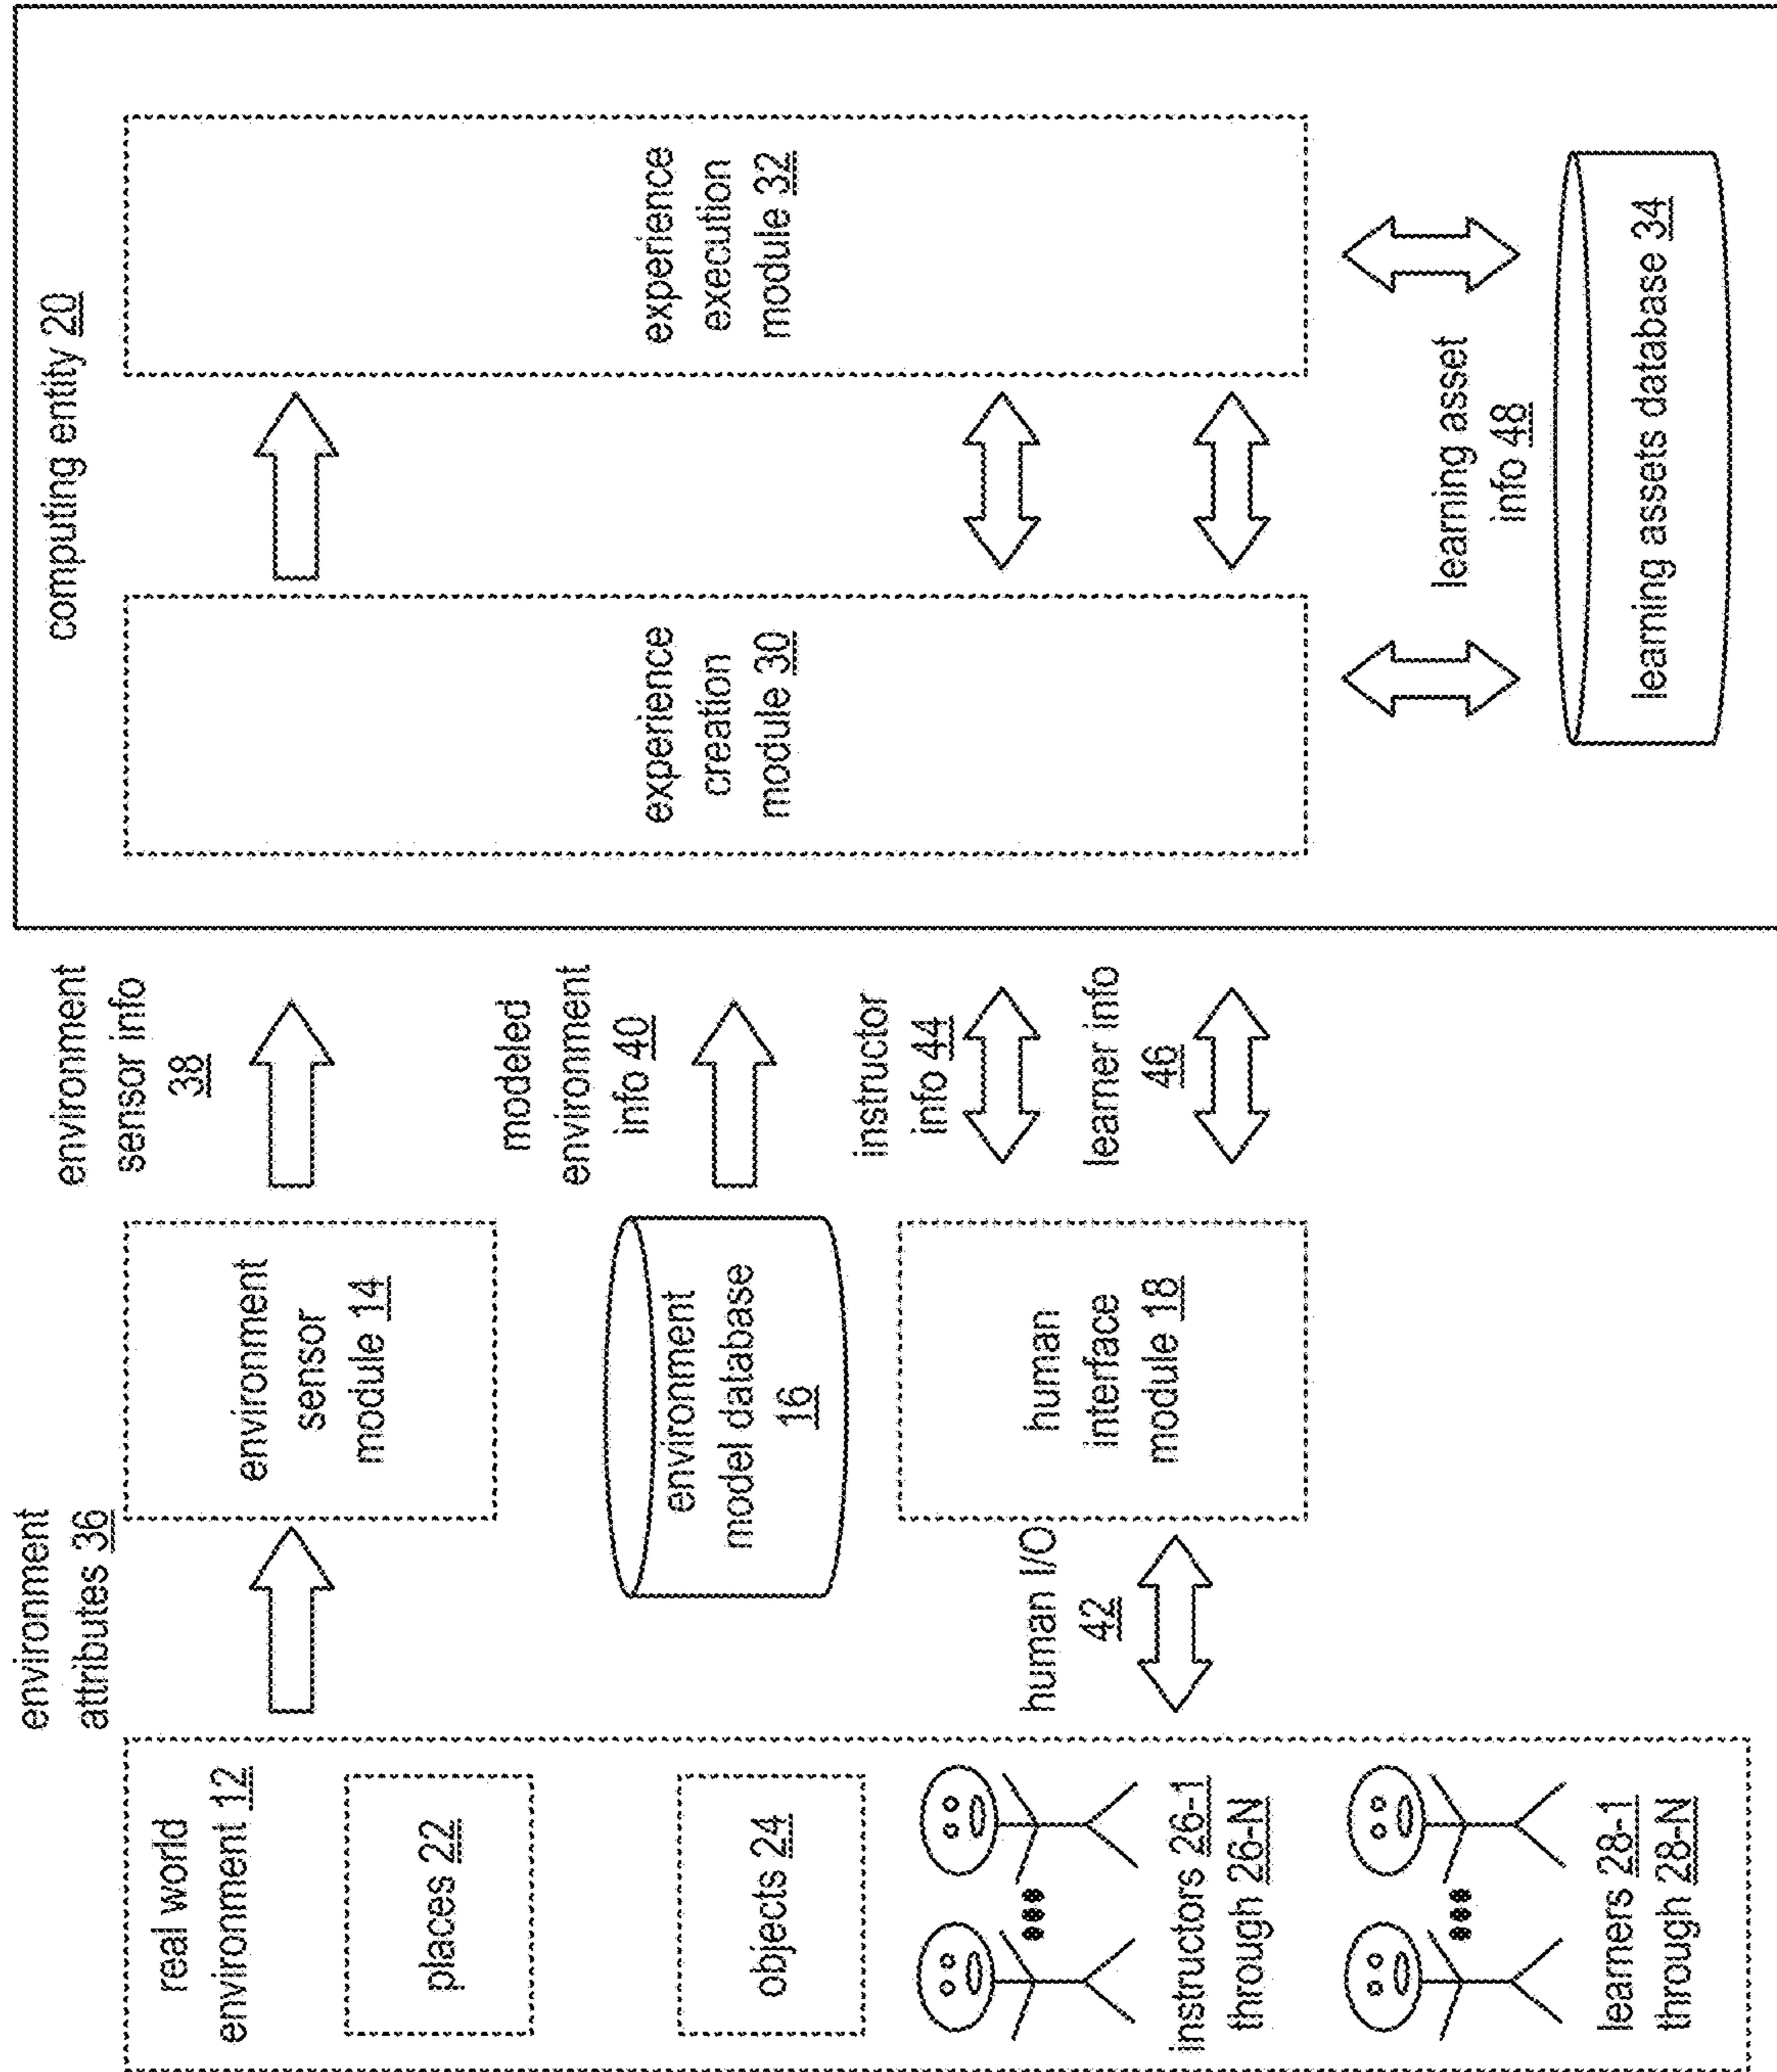 real world
environment 12
places 22
objects 24
instructors 26-1
through 26-N
learners 28-1
through 28-N
environment
attributes 36
human I/O
42
environment
sensor
module 14
environment
model database
16
human
interface
module 18
environment
sensor info
38
modeled
environment
info 40
instructor
info 44
learner info
46
computing entity 20
experience
creation
module 30
experience
execution
module 32
learning asset
info 48
learning assets database 34